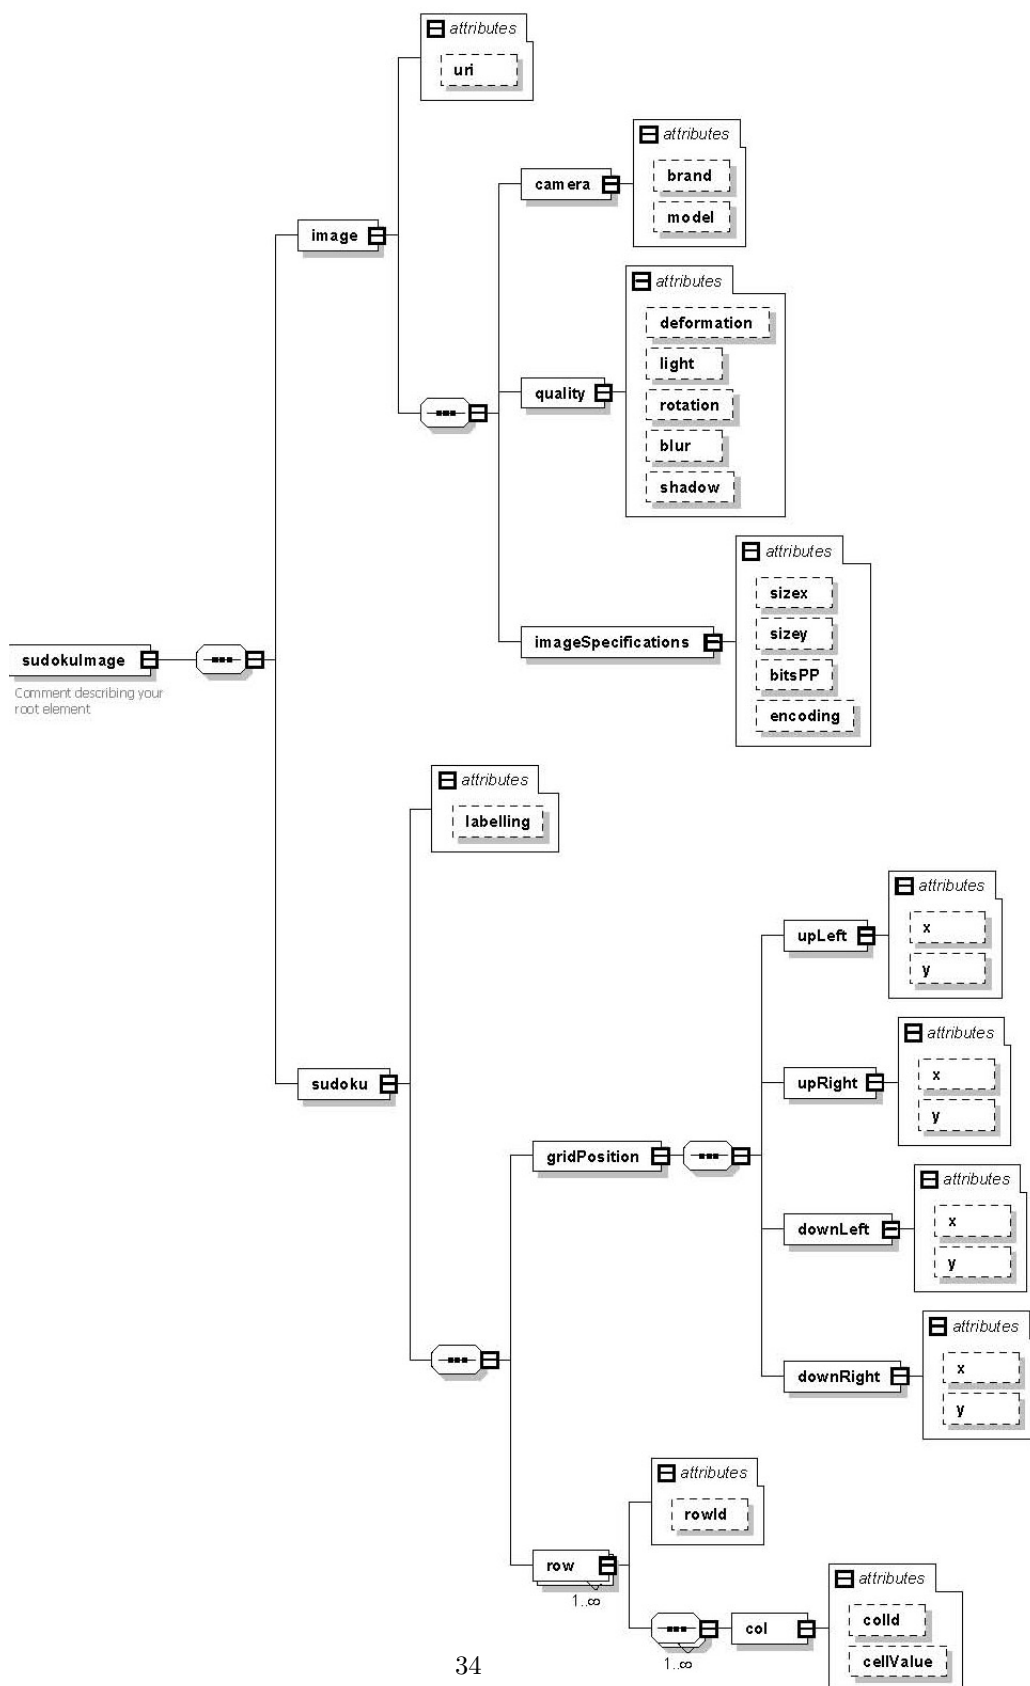 attributes
uri
attributes
camera
brand
model
image
attributes
deformation
light
quality
rotation
blur
shadow
attributes
sizex
imageSpecifications
sizey
sudokuImage
bitsPP
Comment describing your
root element
encoding
attributes
labelling
attributes
upLeft
x
y
attributes
sudoku
upRight
x
y
gridPosition
attributes
downLeft
x
y
attributes
downRight
x
y
attributes
rowId
row
1..∞
attributes
colId
col
cellValue
1..∞
34